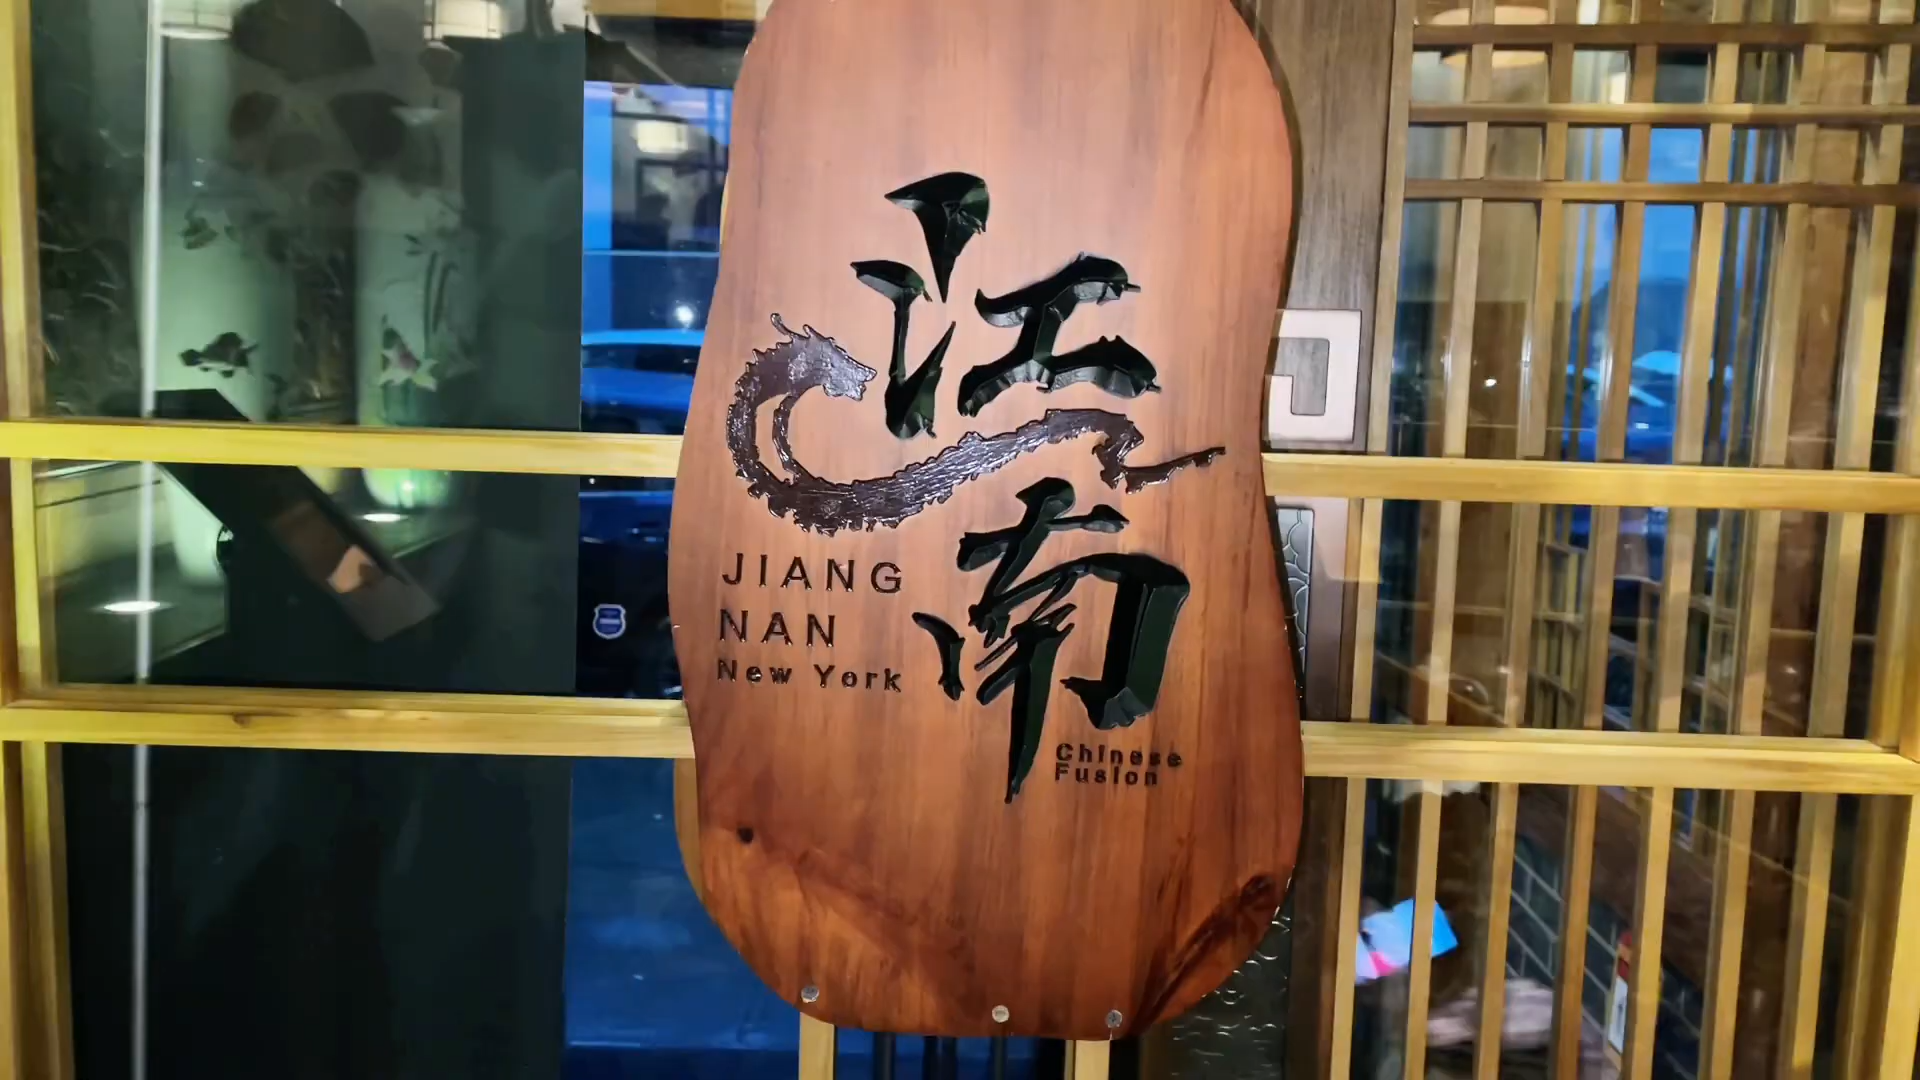 江
南
JIANG
NAN
New York
Chinese
Fusion